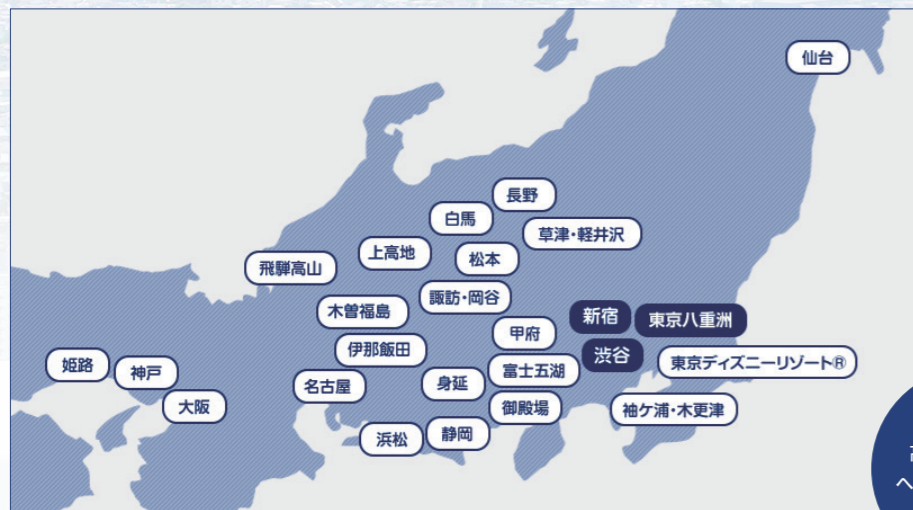 仙台
長野
白馬
草津・軽井沢
上高地
松本
飛騨高山
諏訪・岡谷
木曽福島
新宿
東京八重洲
甲府
伊那飯田
渋谷
東京ディズニーリゾート®
姫路
神戸
富士五湖
名古屋
身延
大阪
御殿場
袖ケ浦・木更津
浜松
静岡
へ